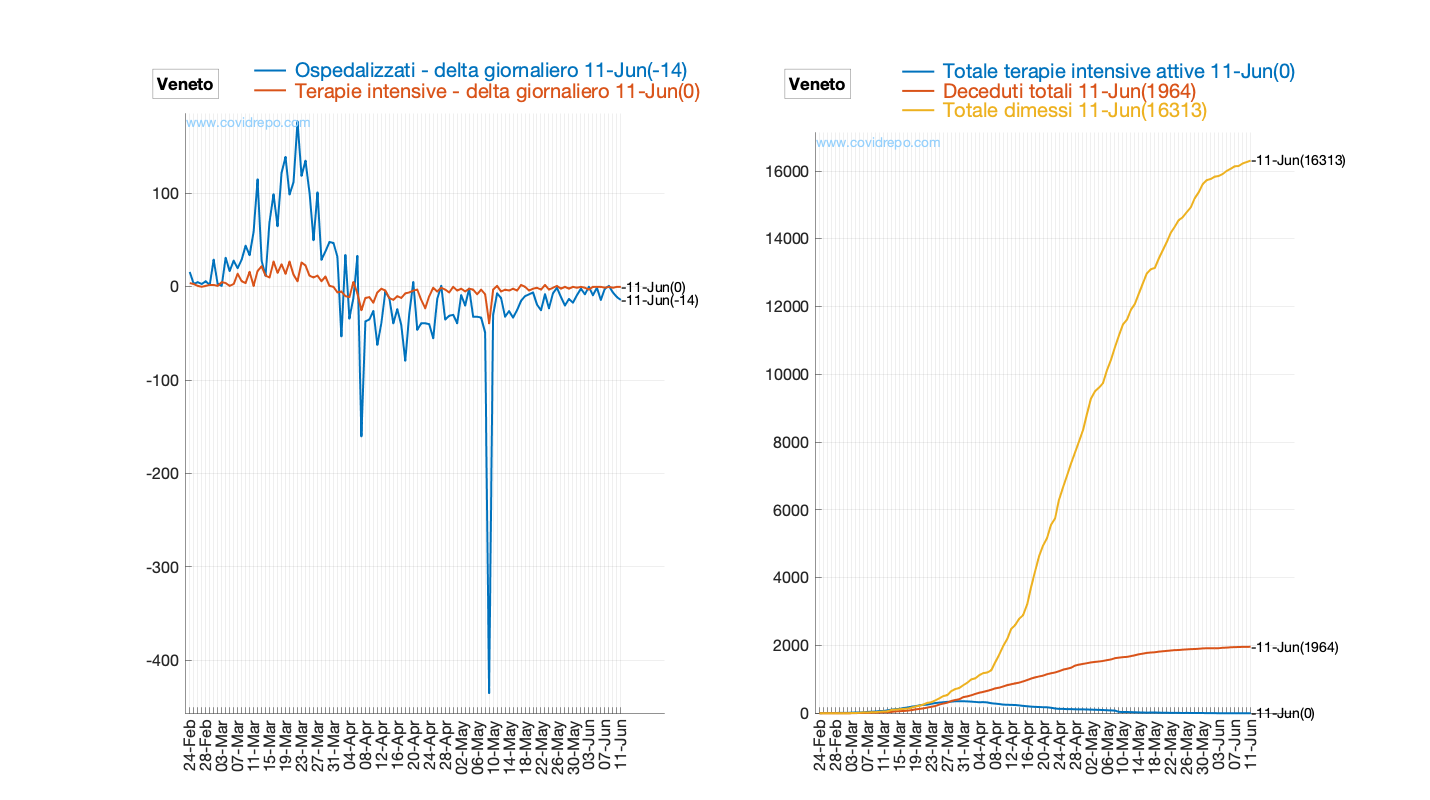 Veneto
Ospedalizzati - delta giornaliero 11-Jun(-14)
Terapie intensive - delta giornaliero 11-Jun(0)
www.covidrepo.com
100
0
-100
-200
-300
-400
-11-Jun(0)
-11-Jun(-14)
24-Feb
28-Feb
03-Mar
07-Mar
11-Mar
15-Mar
19-Mar
23-Mar
27-Mar
31-Mar
04-Apr
08-Apr
12-Apr
16-Apr
20-Apr
24-Apr
28-Apr
02-May
06-May
10-May
14-May
18-May
22-May
26-May
30-May
03-Jun
07-Jun
11-Jun
Veneto
Totale terapie intensive attive 11-Jun(0)
Deceduti totali 11-Jun(1964)
Totale dimessi 11-Jun(16313)
www.covidrepo.com
16000
14000
12000
10000
8000
6000
4000
2000
0
-11-Jun(16313)
-11-Jun(1964)
-11-Jun(0)
24-Feb
28-Feb
03-Mar
07-Mar
11-Mar
15-Mar
19-Mar
23-Mar
27-Mar
31-Mar
04-Apr
08-Apr
12-Apr
16-Apr
20-Apr
24-Apr
28-Apr
02-May
06-May
10-May
14-May
18-May
22-May
26-May
30-May
03-Jun
07-Jun
11-Jun